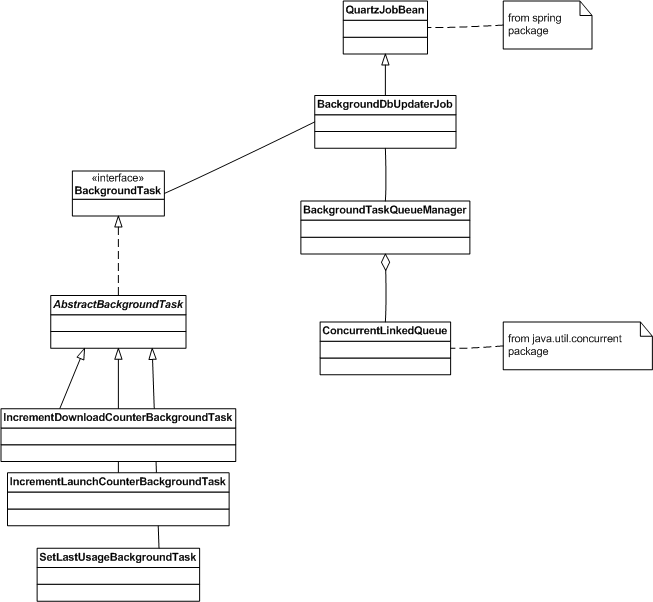 QuartzJobBean
from spring
package
BackgroundDbUpdaterJob
«interface»
BackgroundTask
BackgroundTaskQueueManager
AbstractBackgroundTask
ConcurrentLinkedQueue
from java.util.concurrent
package
IncrementDownloadCounterBackgroundTask
IncrementLaunchCounterBackgroundTask
SetLastUsageBackgroundTask